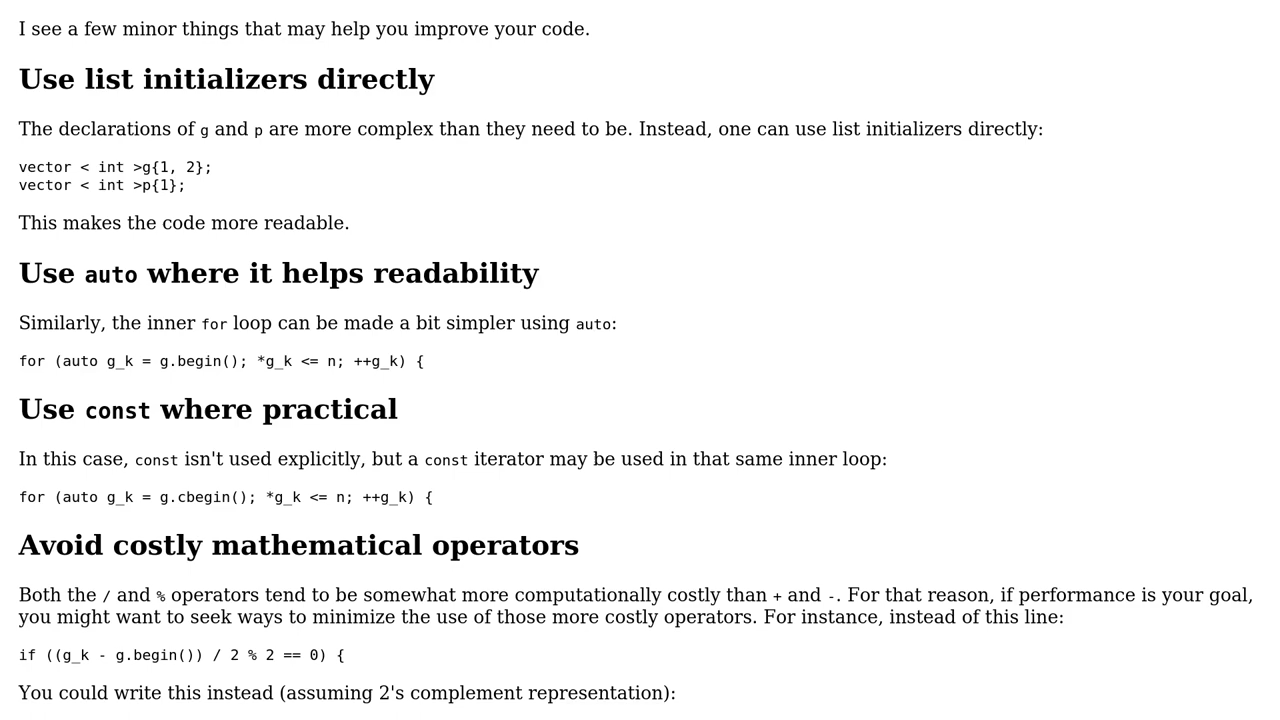 I see a few minor things that may help you improve your code.
Use list initializers directly
The declarations of g and p are more complex than they need to be. Instead, one can use list initializers directly:
vector < int >g{1, 2};
vector < int >p{1};
This makes the code more readable.
Use auto where it helps readability
Similarly, the inner for loop can be made a bit simpler using auto:
for (auto g_k = g.begin(); *g_k <= n; ++g_k) {
Use const where practical
In this case, const isn't used explicitly, but a const iterator may be used in that same inner loop:
for (auto g_k = g.cbegin(); *g_k <= n; ++g_k) {
Avoid costly mathematical operators
Both the / and % operators tend to be somewhat more computationally costly than + and -. For that reason, if performance is your goal,
you might want to seek ways to minimize the use of those more costly operators. For instance, instead of this line:
if ((g_k - g.begin()) / 2 % 2 == 0) {
You could write this instead (assuming 2's complement representation):